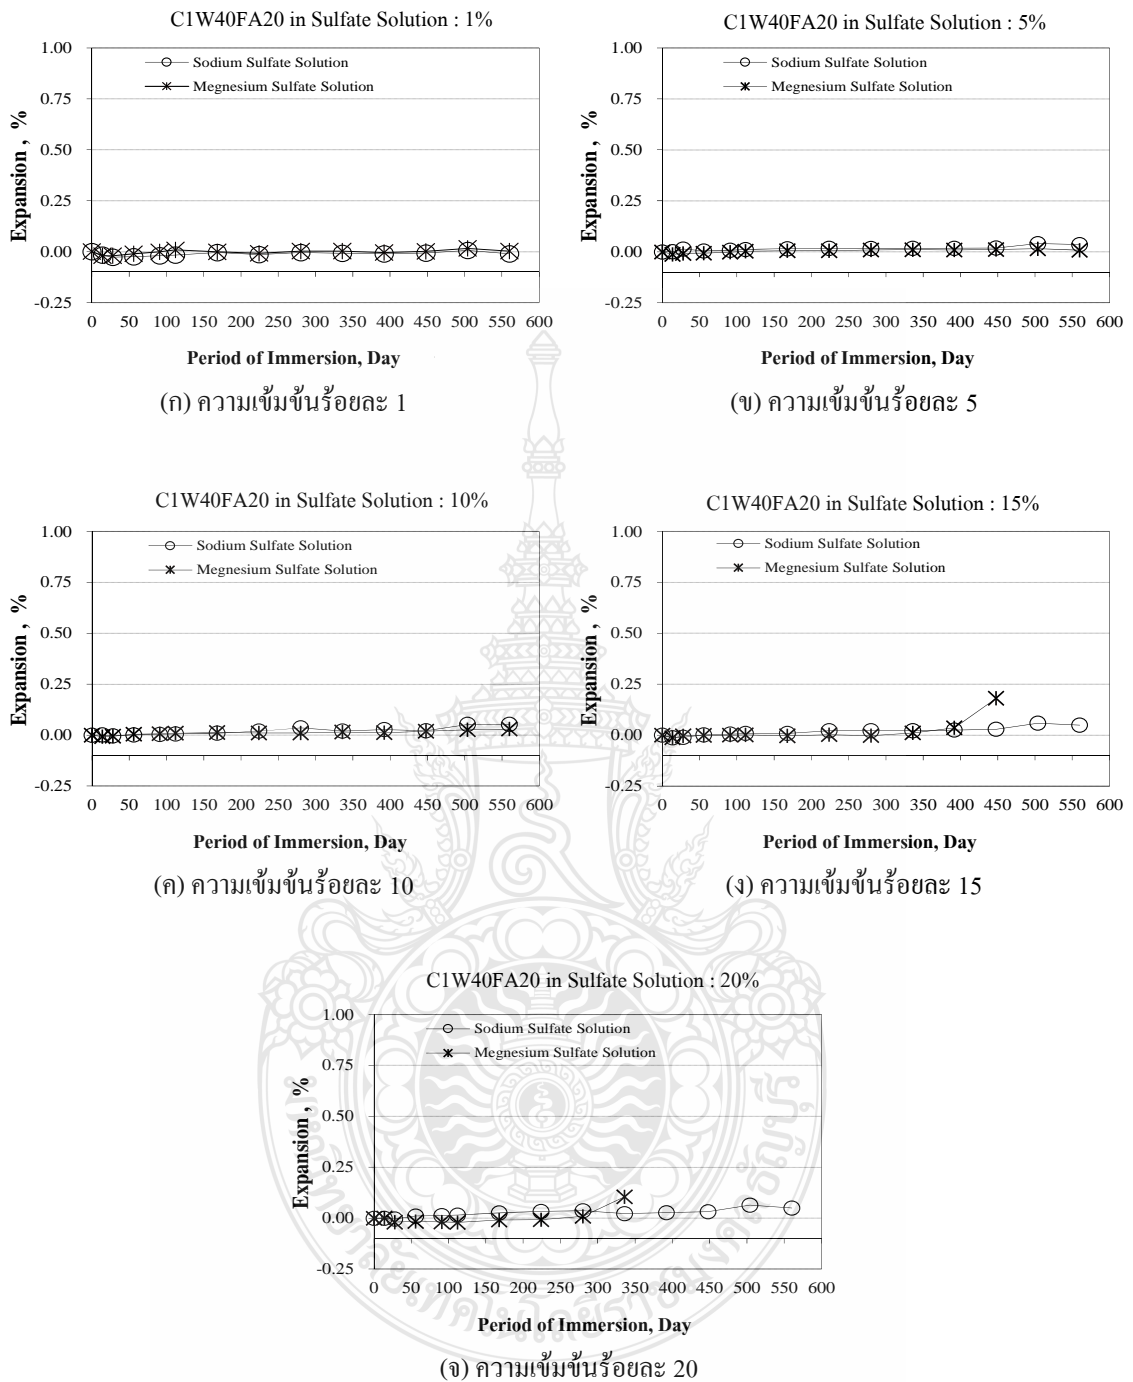 C1W40FA20 in Sulfate Solution : 1%
1.00
0.75
0.50
0.25
0.00
-0.25
Expansion , %
Sodium Sulfate Solution
Megnesium Sulfate Solution
0 50 100 150 200 250 300 350 400 450 500 550 600
Period of Immersion, Day
(ก) ความเข้มข้นร้อยละ 1
C1W40FA20 in Sulfate Solution : 5%
1.00
0.75
0.50
0.25
0.00
-0.25
Expansion , %
Sodium Sulfate Solution
Megnesium Sulfate Solution
0 50 100 150 200 250 300 350 400 450 500 550 600
Period of Immersion, Day
(ข) ความเข้มข้นร้อยละ 5
C1W40FA20 in Sulfate Solution : 10%
1.00
0.75
0.50
0.25
0.00
-0.25
Expansion , %
Sodium Sulfate Solution
Megnesium Sulfate Solution
0 50 100 150 200 250 300 350 400 450 500 550 600
Period of Immersion, Day
(ค) ความเข้มข้นร้อยละ 10
C1W40FA20 in Sulfate Solution : 15%
1.00
0.75
0.50
0.25
0.00
-0.25
Expansion , %
Sodium Sulfate Solution
Megnesium Sulfate Solution
0 50 100 150 200 250 300 350 400 450 500 550 600
Period of Immersion, Day
(ง) ความเข้มข้นร้อยละ 15
C1W40FA20 in Sulfate Solution : 20%
1.00
0.75
0.50
0.25
0.00
-0.25
Expansion , %
Sodium Sulfate Solution
Megnesium Sulfate Solution
0 50 100 150 200 250 300 350 400 450 500 550 600
Period of Immersion, Day
(จ) ความเข้มข้นร้อยละ 20